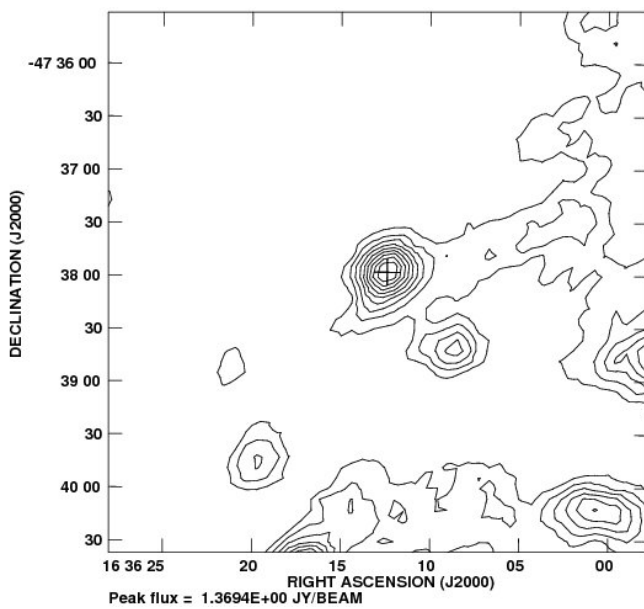 DECLINATION (J2000)
-47 36 00
30
37 00
30
38 00
30
39 00
30
40 00
30
16 36 25
20
15
10
05
00
RIGHT ASCENSION (J2000)
Peak flux = 1.3694E+00 JY/BEAM